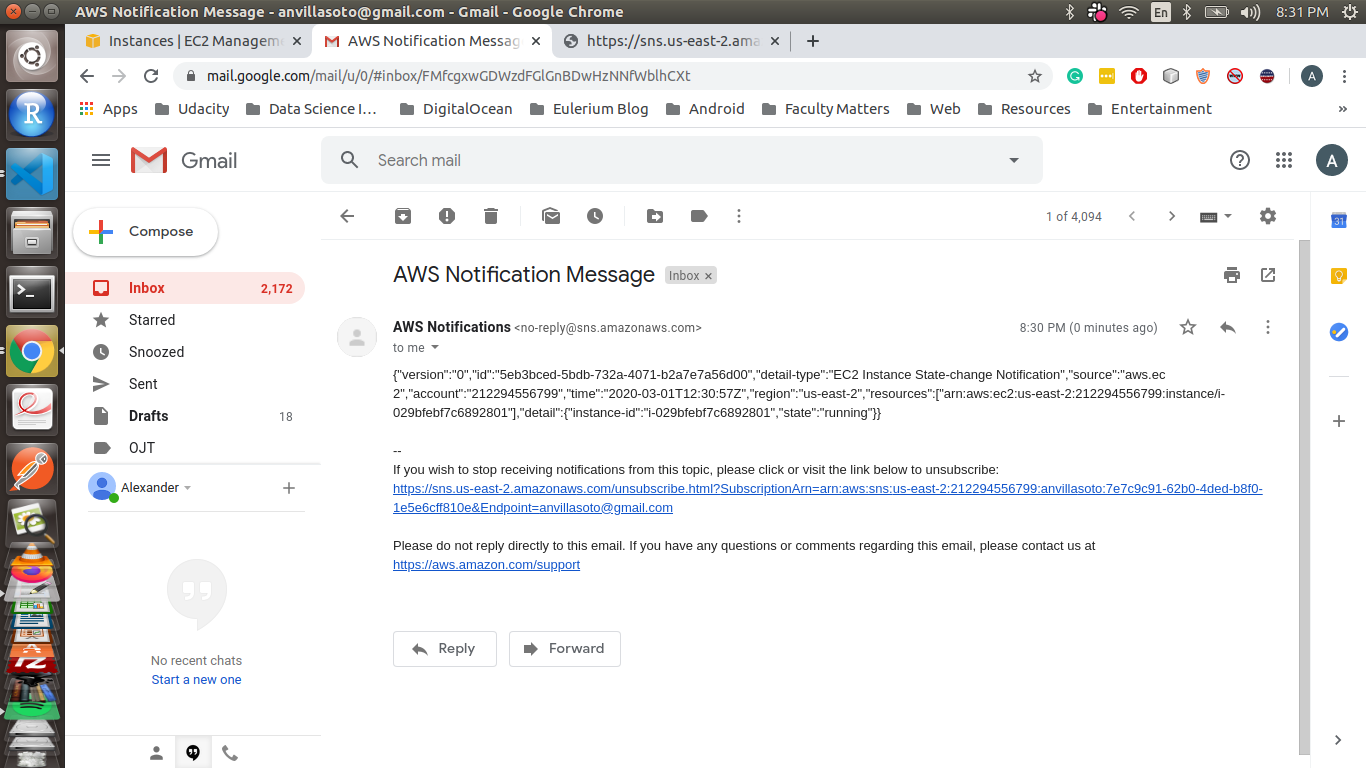 AWS Notification Message - anvillasoto@gmail.com - Gmail - Google Chrome
En
8:31 PM
Instances | EC2 Managem
AWS Notification Messag
https://sns.us-east-2.ama
mail.google.com/mail/u/0/#inbox/FMfcgxwGDWzdFGlGnBDwHzNNfWblhCXt
A
Apps
Udacity
Data Science I…
DigitalOcean
Eulerium Blog
Android
Faculty Matters
Web
Resources
Entertainment
»
Gmail
Search mail
A
Compose
1 of 4,094
31
Inbox 2,172
Starred
Snoozed
Sent
Drafts 18
OJT
Alexander
No recent chats
Start a new one
AWS Notification Message
Inbox ×
AWS Notifications <no-reply@sns.amazonaws.com>
8:30 PM (0 minutes ago)
to me
{"version":"0","id":"5eb3bced-5bdb-732a-4071-b2a7e7a56d00","detail-type":"EC2 Instance State-change Notification","source":"aws.ec
2","account":"212294556799","time":"2020-03-01T12:30:57Z","region":"us-east-2","resources":["arn:aws:ec2:us-east-2:212294556799:instance/i-
029bfebf7c6892801"],"detail":{"instance-id":"i-029bfebf7c6892801","state":"running"}}
--
If you wish to stop receiving notifications from this topic, please click or visit the link below to unsubscribe:
https://sns.us-east-2.amazonaws.com/unsubscribe.html?SubscriptionArn=arn:aws:sns:us-east-2:212294556799:anvillasoto:7e7c9c91-62b0-4ded-b8f0-
1e5e6cff810e&Endpoint=anvillasoto@gmail.com
Please do not reply directly to this email. If you have any questions or comments regarding this email, please contact us at
https://aws.amazon.com/support
Reply
Forward